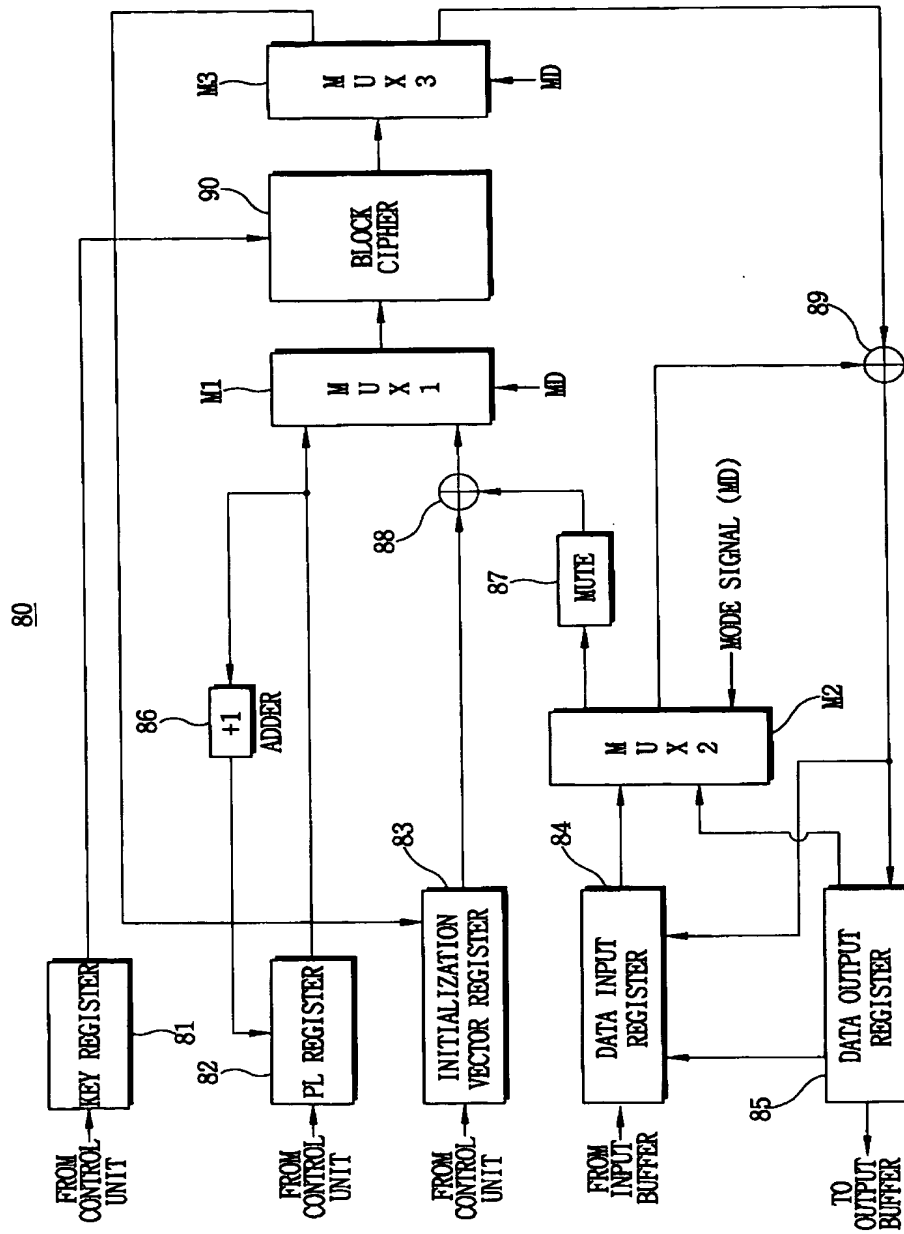 80
FROM
CONTROL
UNIT
KEY REGISTER
81
FROM
CONTROL
UNIT
PL REGISTER
82
86
+1
ADDER
FROM
CONTROL
UNIT
INITIALIZATION
VECTOR REGISTER
83
FROM
INPUT
BUFFER
DATA INPUT
REGISTER
84
TO
OUTPUT
BUFFER
DATA OUTPUT
REGISTER
85
MUX2
M2
MODE SIGNAL (MD)
MUTE
87
88
MUX1
M1
MD
BLOCK
CIPHER
90
MUX3
M3
MD
89